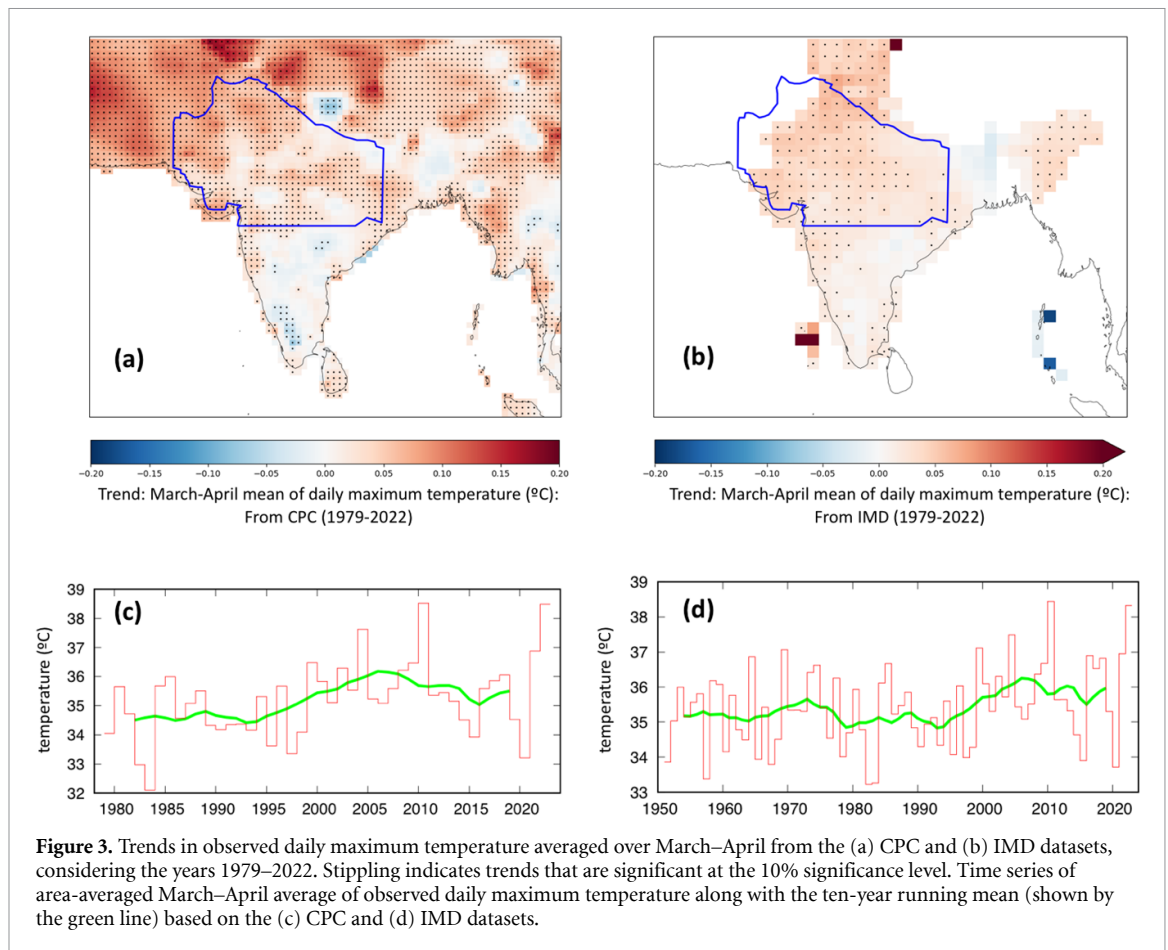 (a)
(b)
−0.20 −0.15 −0.10 −0.05 0.00 0.05 0.10 0.15 0.20
Trend: March-April mean of daily maximum temperature (ºC):
From CPC (1979-2022)
−0.20 −0.15 −0.10 −0.05 0.00 0.05 0.10 0.15 0.20
Trend: March-April mean of daily maximum temperature (ºC):
From IMD (1979-2022)
(c)
temperature (ºC)
39
38
37
36
35
34
33
32
1980 1985 1990 1995 2000 2005 2010 2015 2020
(d)
temperature (ºC)
39
38
37
36
35
34
33
32
1950 1960 1970 1980 1990 2000 2010 2020
Figure 3. Trends in observed daily maximum temperature averaged over March–April from the (a) CPC and (b) IMD datasets,
considering the years 1979–2022. Stippling indicates trends that are significant at the 10% significance level. Time series of
area-averaged March–April average of observed daily maximum temperature along with the ten-year running mean (shown by
the green line) based on the (c) CPC and (d) IMD datasets.